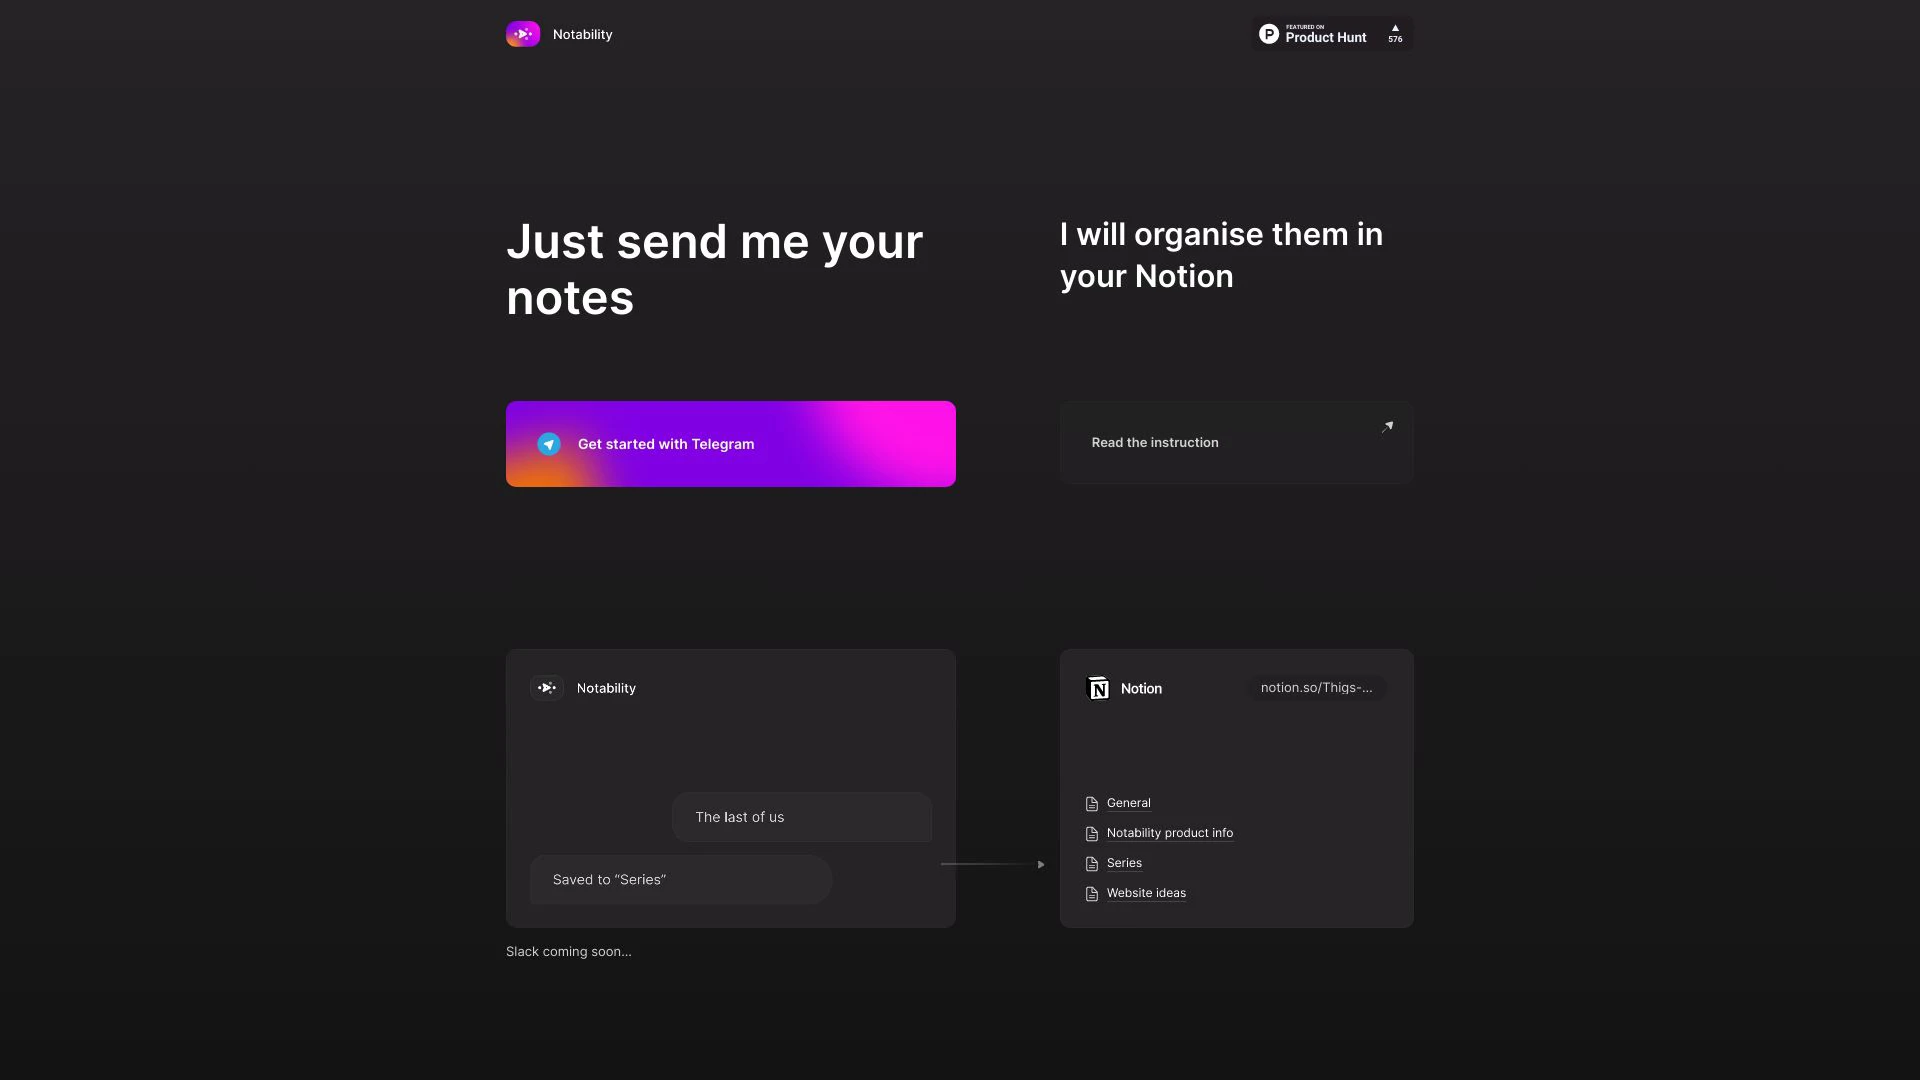 Notability
FEATURED ON
Product Hunt
576
Just send me your
notes
I will organise them in
your Notion
Get started with Telegram
Read the instruction
Notability
The last of us
Saved to “Series”
Notion
notion.so/Thigs-...
General
Notability product info
Series
Website ideas
Slack coming soon...